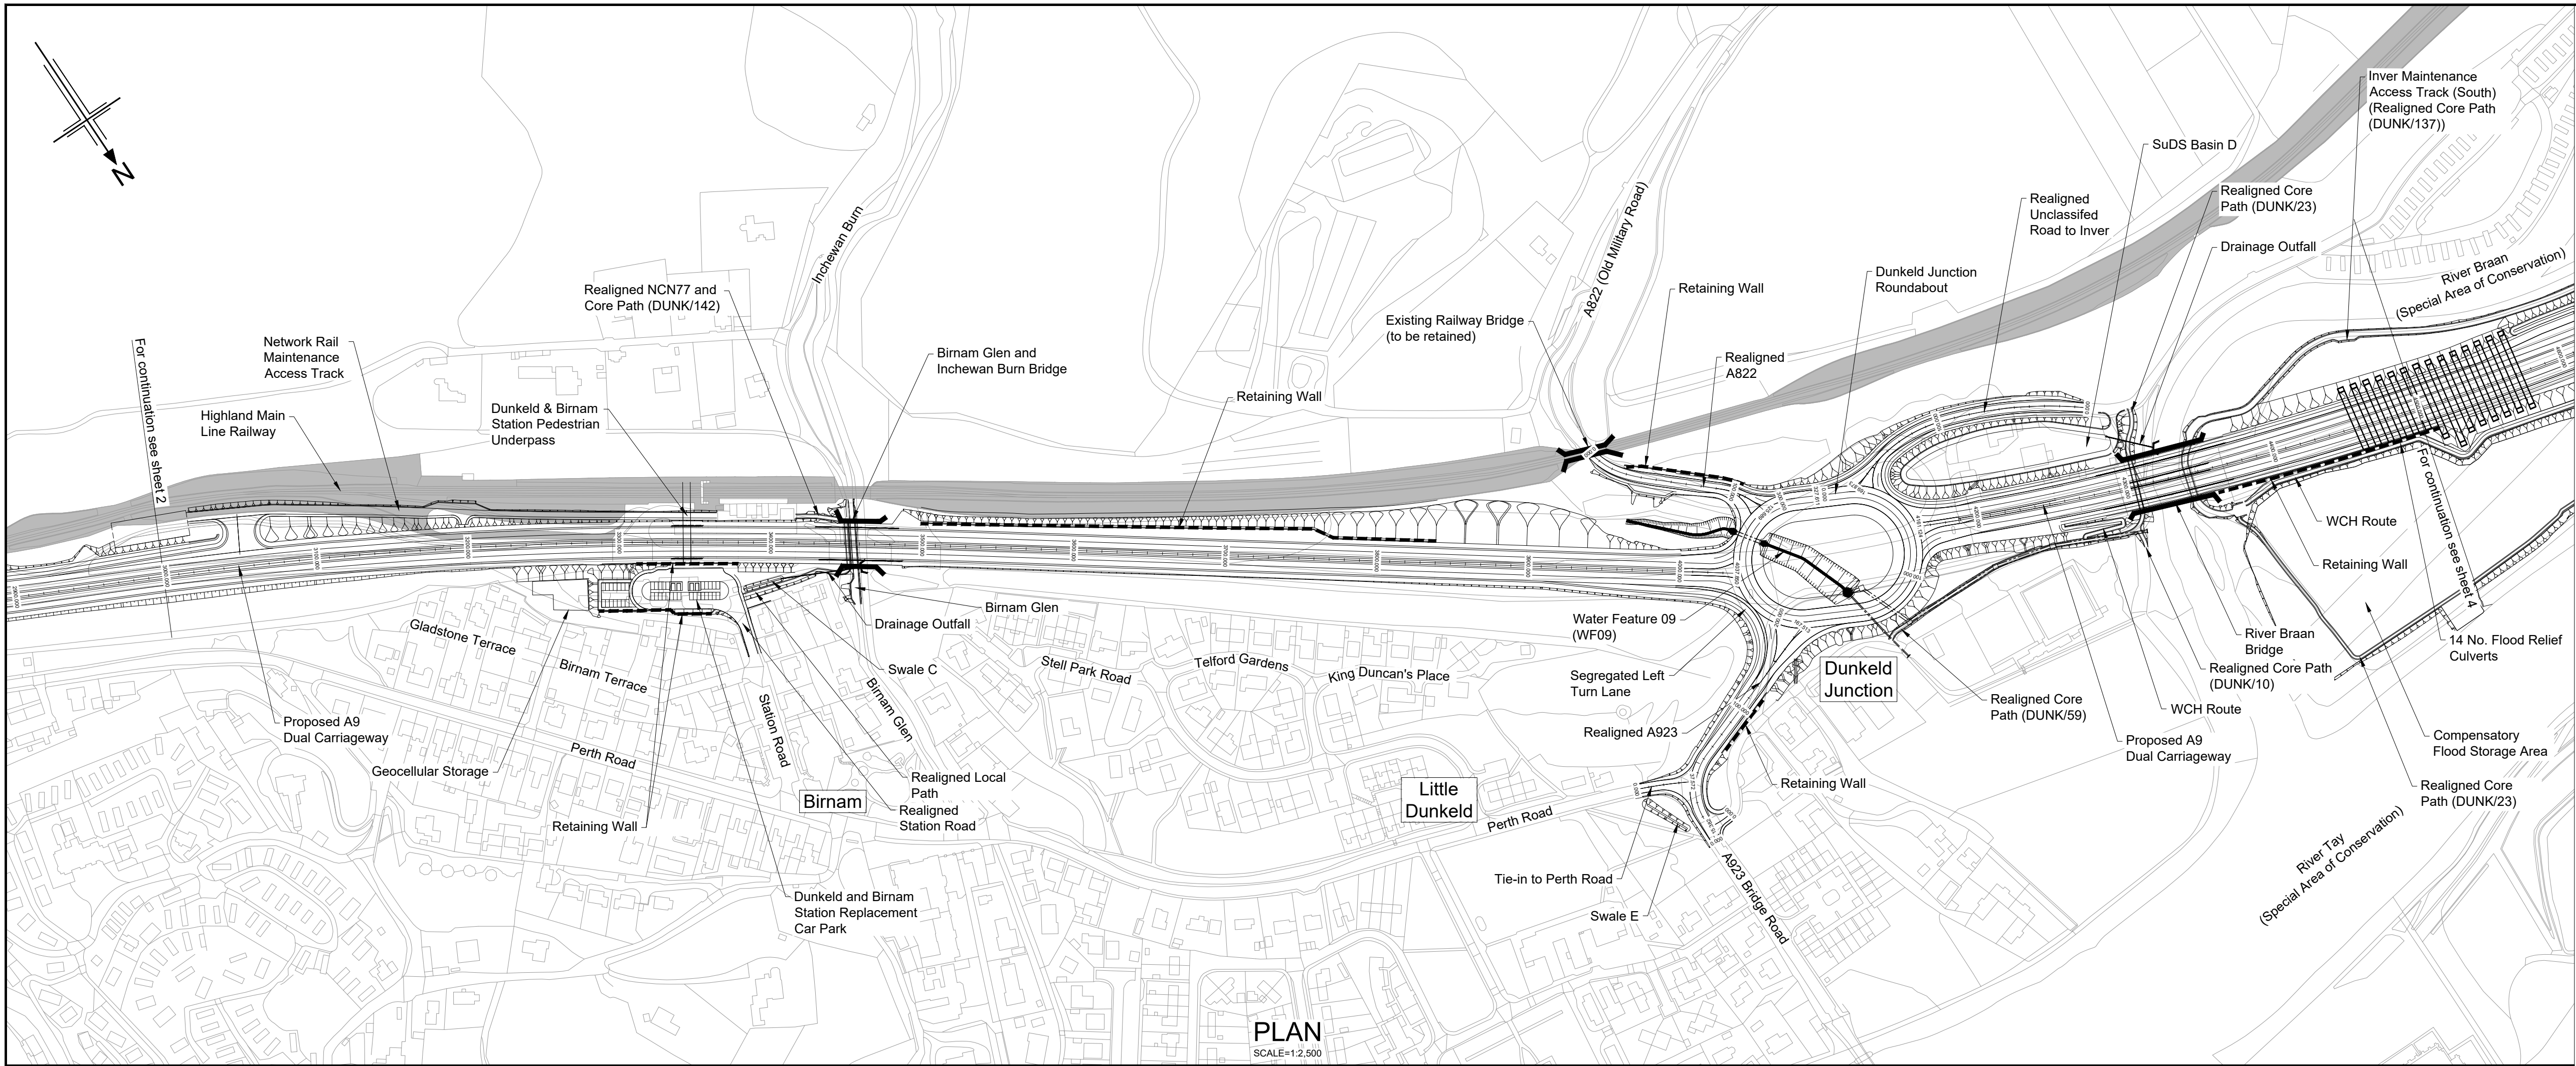 N
For continuation see sheet 2
Network Rail
Maintenance
Access Track
Highland Main
Line Railway
Dunkeld & Birnam
Station Pedestrian
Underpass
Realigned NCN77 and
Core Path (DUNK/142)
Inchewan Burn
Birnam Glen and
Inchewan Burn Bridge
Retaining Wall
Existing Railway Bridge
(to be retained)
A822 (Old Military Road)
Retaining Wall
Realigned
A822
Dunkeld Junction
Roundabout
Realigned
Unclassifed
Road to Inver
SuDS Basin D
Inver Maintenance
Access Track (South)
(Realigned Core Path
(DUNK/137))
Realigned Core
Path (DUNK/23)
Drainage Outfall
River Braan
(Special Area of Conservation)
For continuation see sheet 4
WCH Route
Retaining Wall
14 No. Flood Relief
Culverts
River Braan
Bridge
Realigned Core Path
(DUNK/10)
WCH Route
Proposed A9
Dual Carriageway
Compensatory
Flood Storage Area
Realigned Core
Path (DUNK/23)
River Tay
(Special Area of Conservation)
Realigned Core
Path (DUNK/59)
Dunkeld
Junction
Water Feature 09
(WF09)
Segregated Left
Turn Lane
Realigned A923
Retaining Wall
Tie-in to Perth Road
Swale E
A923 Bridge Road
Perth Road
Little
Dunkeld
King Duncan's Place
Telford Gardens
Stell Park Road
Birnam Glen
Drainage Outfall
Swale C
Birnam Glen
Realigned Local
Path
Realigned
Station Road
Station Road
Birnam
Dunkeld and Birnam
Station Replacement
Car Park
Retaining Wall
Geocellular Storage
Perth Road
Birnam Terrace
Gladstone Terrace
Proposed A9
Dual Carriageway
PLAN
SCALE=1:2,500